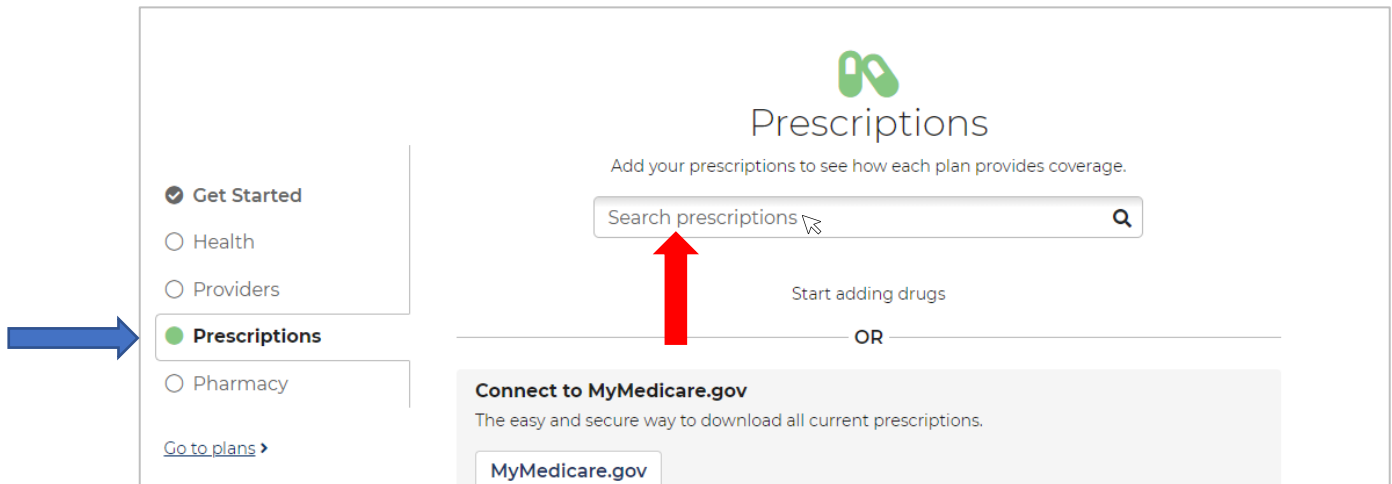 Prescriptions
Add your prescriptions to see how each plan provides coverage.
Search prescriptions
Start adding drugs
OR
Get Started
Health
Providers
Prescriptions
Pharmacy
Go to plans
Connect to MyMedicare.gov
The easy and secure way to download all current prescriptions.
MyMedicare.gov